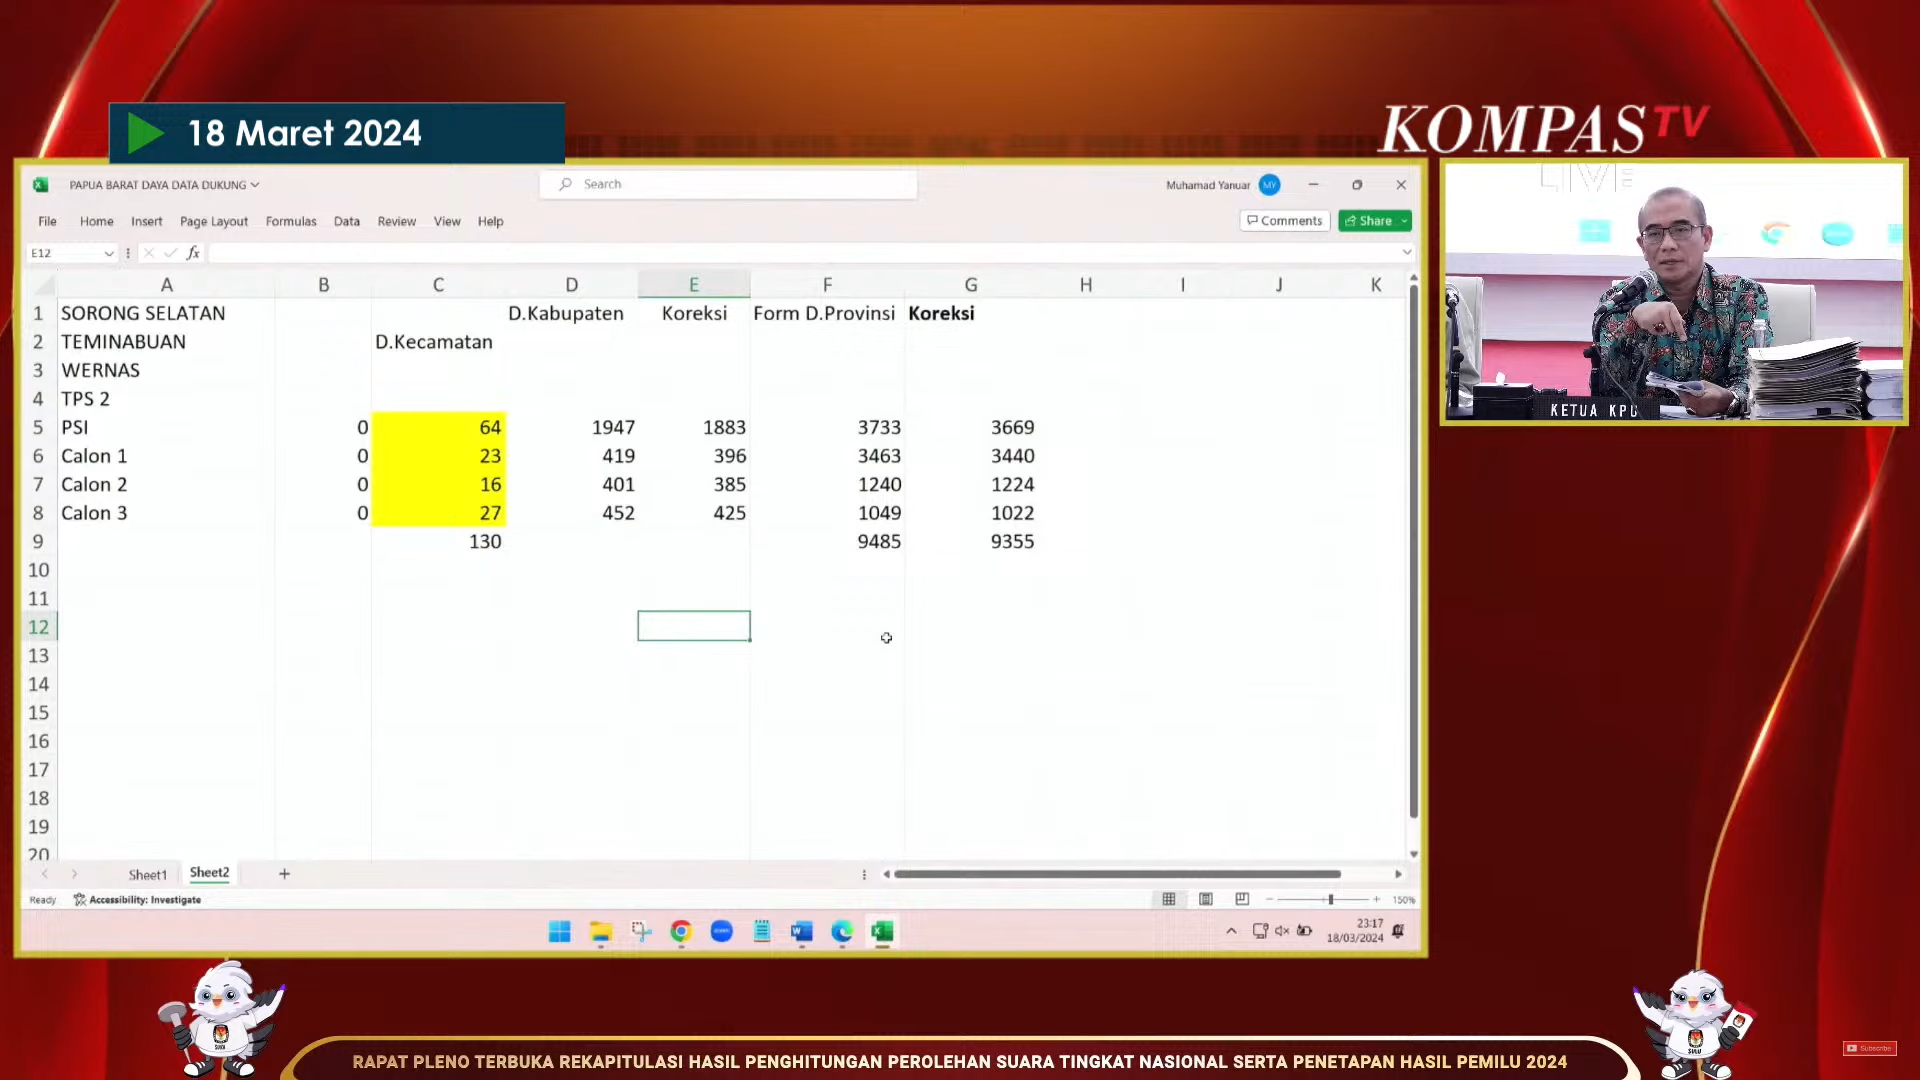 18 Maret 2024
KOMPAS TV
LIVE
PAPUA BARAT DAYA DATA DUKUNG
Search
Muhamad Yanuar MY
File Home Insert Page Layout Formulas Data Review View Help
Comments Share
E12 fx
A B C D E F G H I J K
1 SORONG SELATAN D.Kabupaten Koreksi Form D.Provinsi Koreksi
2 TEMINABUAN D.Kecamatan
3 WERNAS
4 TPS 2
5 PSI 0 64 1947 1883 3733 3669
6 Calon 1 0 23 419 396 3463 3440
7 Calon 2 0 16 401 385 1240 1224
8 Calon 3 0 27 452 425 1049 1022
9 130 9485 9355
10
11
12
13
14
15
16
17
18
19
20
Sheet1 Sheet2
Ready Accessibility: Investigate 150%
23:17
18/03/2024
KETUA KPU
SULU
SULU
RAPAT PLENO TERBUKA REKAPITULASI HASIL PENGHITUNGAN PEROLEHAN SUARA TINGKAT NASIONAL SERTA PENETAPAN HASIL PEMILU 2024
Subscribe